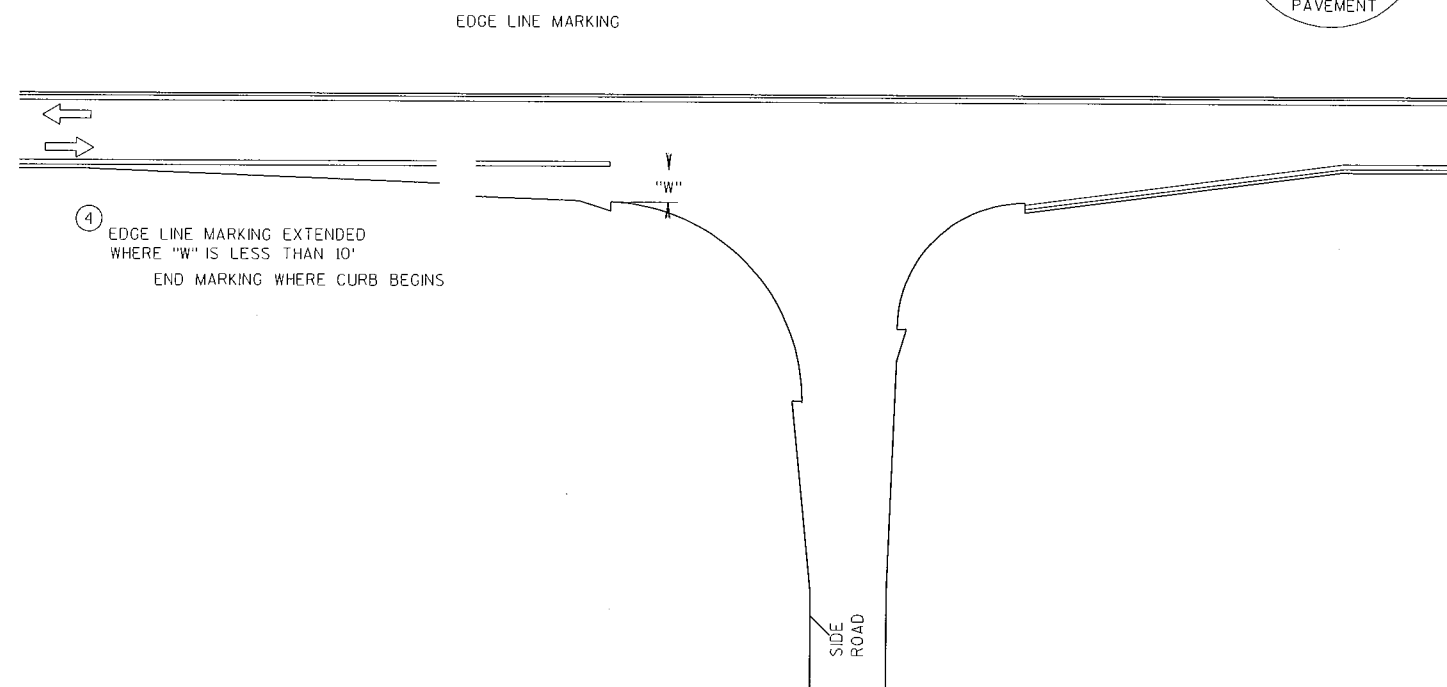 PAVEMENT
EDGE LINE MARKING
"W"
4
EDGE LINE MARKING EXTENDED
WHERE "W" IS LESS THAN 10'
END MARKING WHERE CURB BEGINS
SIDE
ROAD